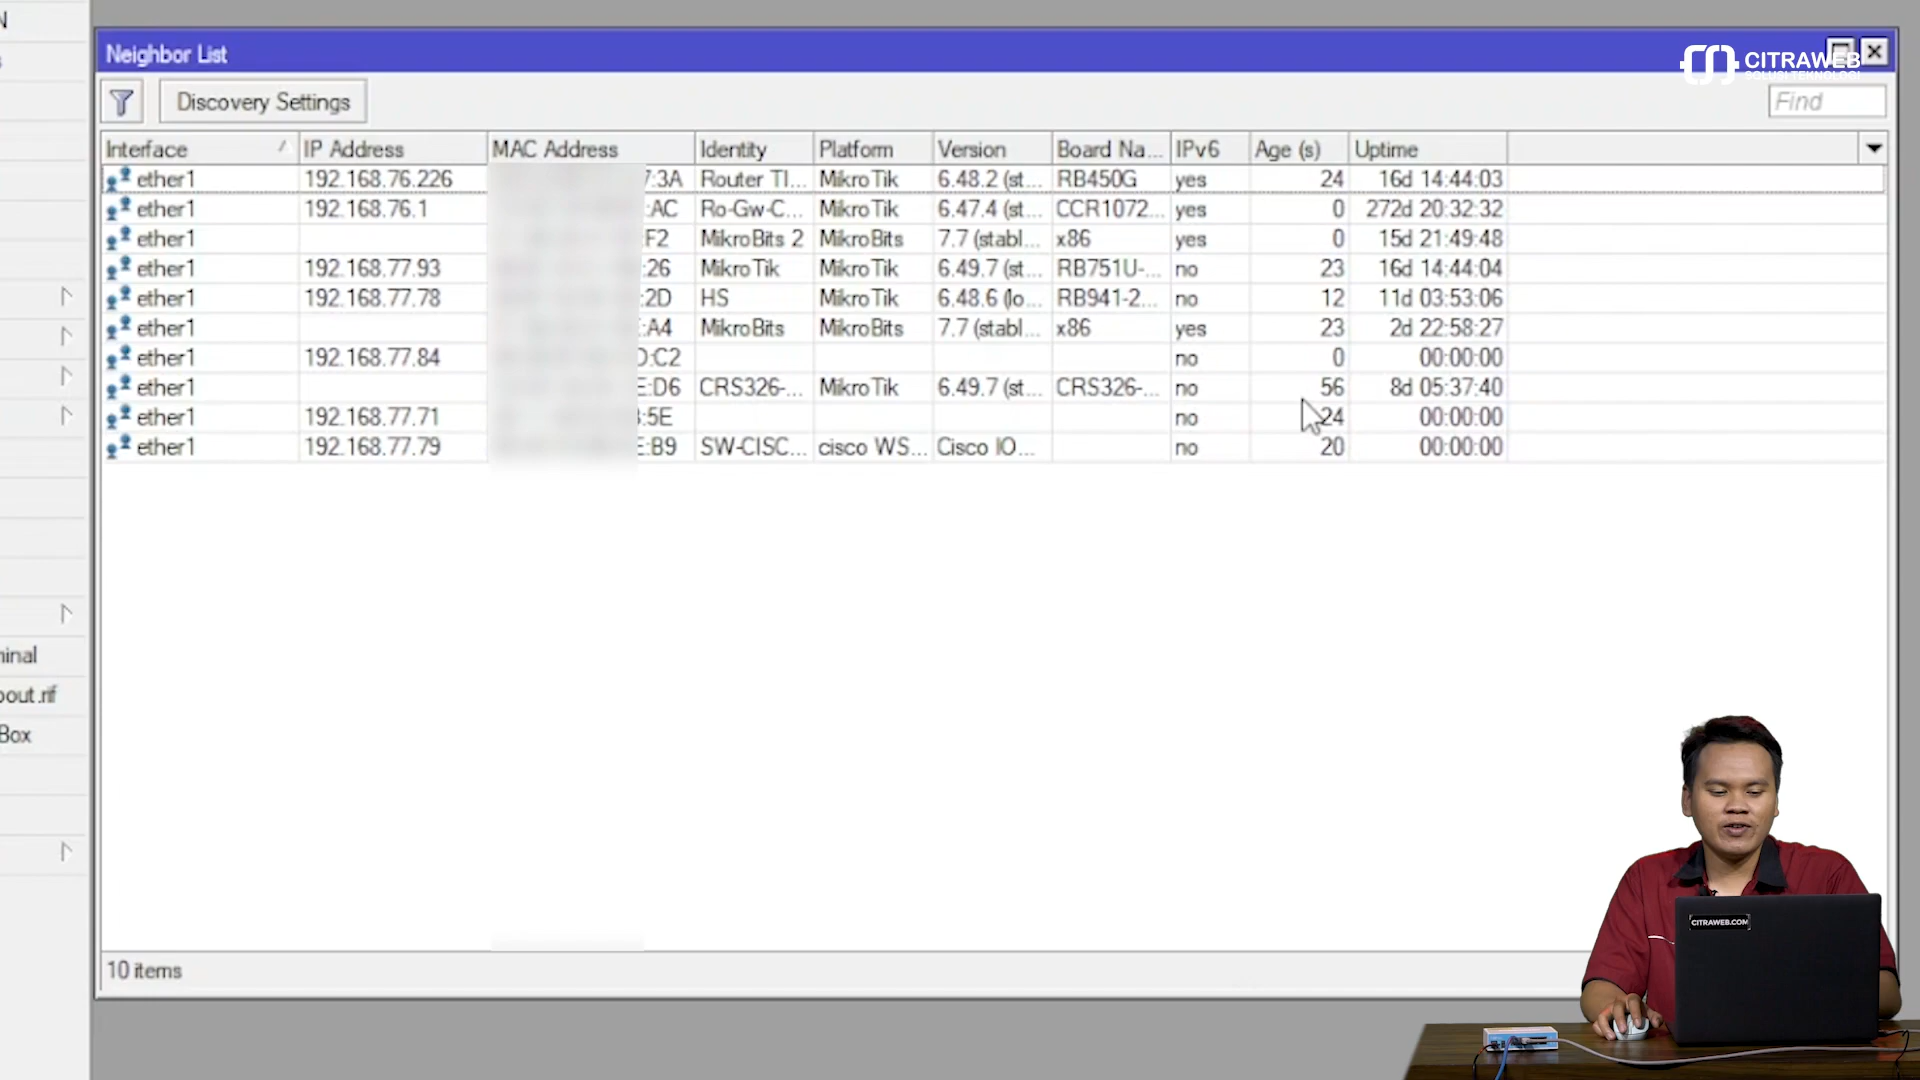 N
Neighbor List
CITRAWEB
SOLUSI TEKNOLOGI
Discovery Settings
Find
Interface IP Address MAC Address Identity Platform Version Board Na... IPv6 Age (s) Uptime
ether1 192.168.76.226 7:3A Router TI... MikroTik 6.48.2 (st... RB450G yes 24 16d 14:44:03
ether1 192.168.76.1 :AC Ro-Gw-C... MikroTik 6.47.4 (st... CCR1072... yes 0 272d 20:32:32
ether1 F2 MikroBits 2 MikroBits 7.7 (stabl... x86 yes 0 15d 21:49:48
ether1 192.168.77.93 :26 MikroTik MikroTik 6.49.7 (st... RB751U-... no 23 16d 14:44:04
ether1 192.168.77.78 :2D HS MikroTik 6.48.6 (lo... RB941-2... no 12 11d 03:53:06
ether1 :A4 MikroBits MikroBits 7.7 (stabl... x86 yes 23 2d 22:58:27
ether1 192.168.77.84 :C2 no 0 00:00:00
ether1 E:D6 CRS326-... MikroTik 6.49.7 (st... CRS326-... no 56 8d 05:37:40
ether1 192.168.77.71 :5E no 24 00:00:00
ether1 192.168.77.79 E:B9 SW-CISC... cisco WS... Cisco IO... no 20 00:00:00
minal
pout.rif
Box
10 items
CITRAWEB.COM